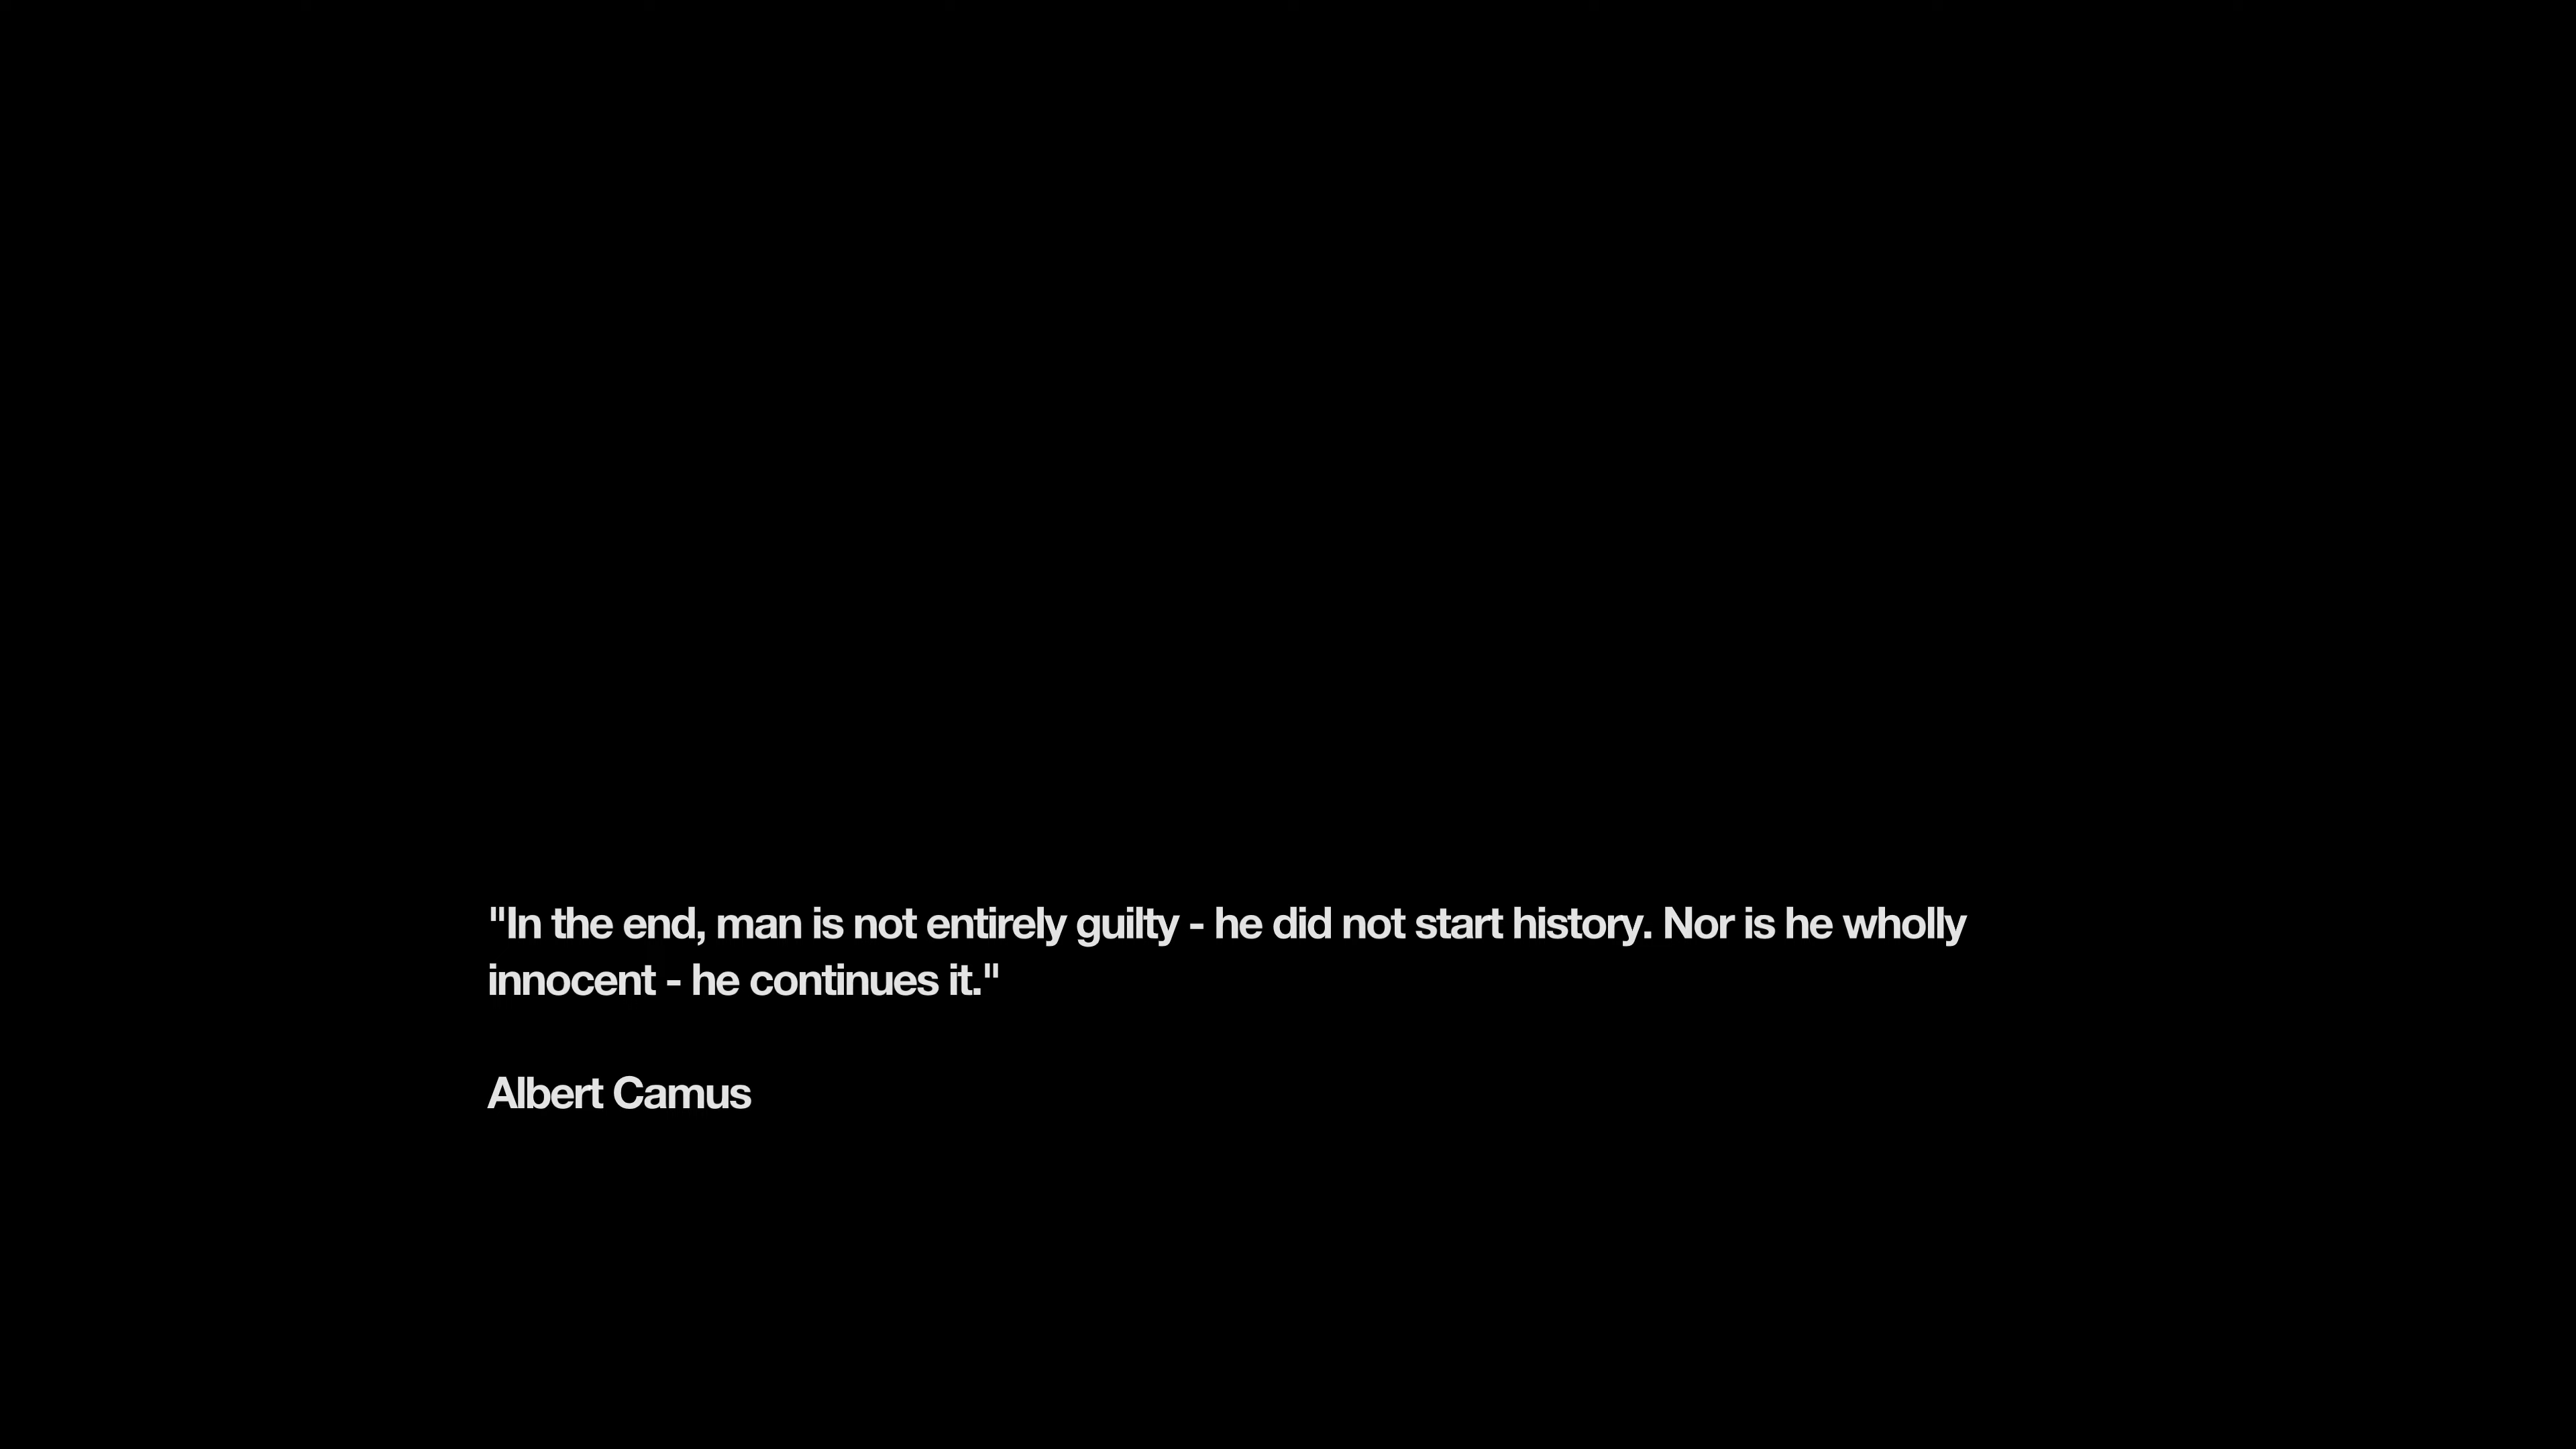 "In the end, man is not entirely guilty - he did not start history. Nor is he wholly
innocent - he continues it."
Albert Camus